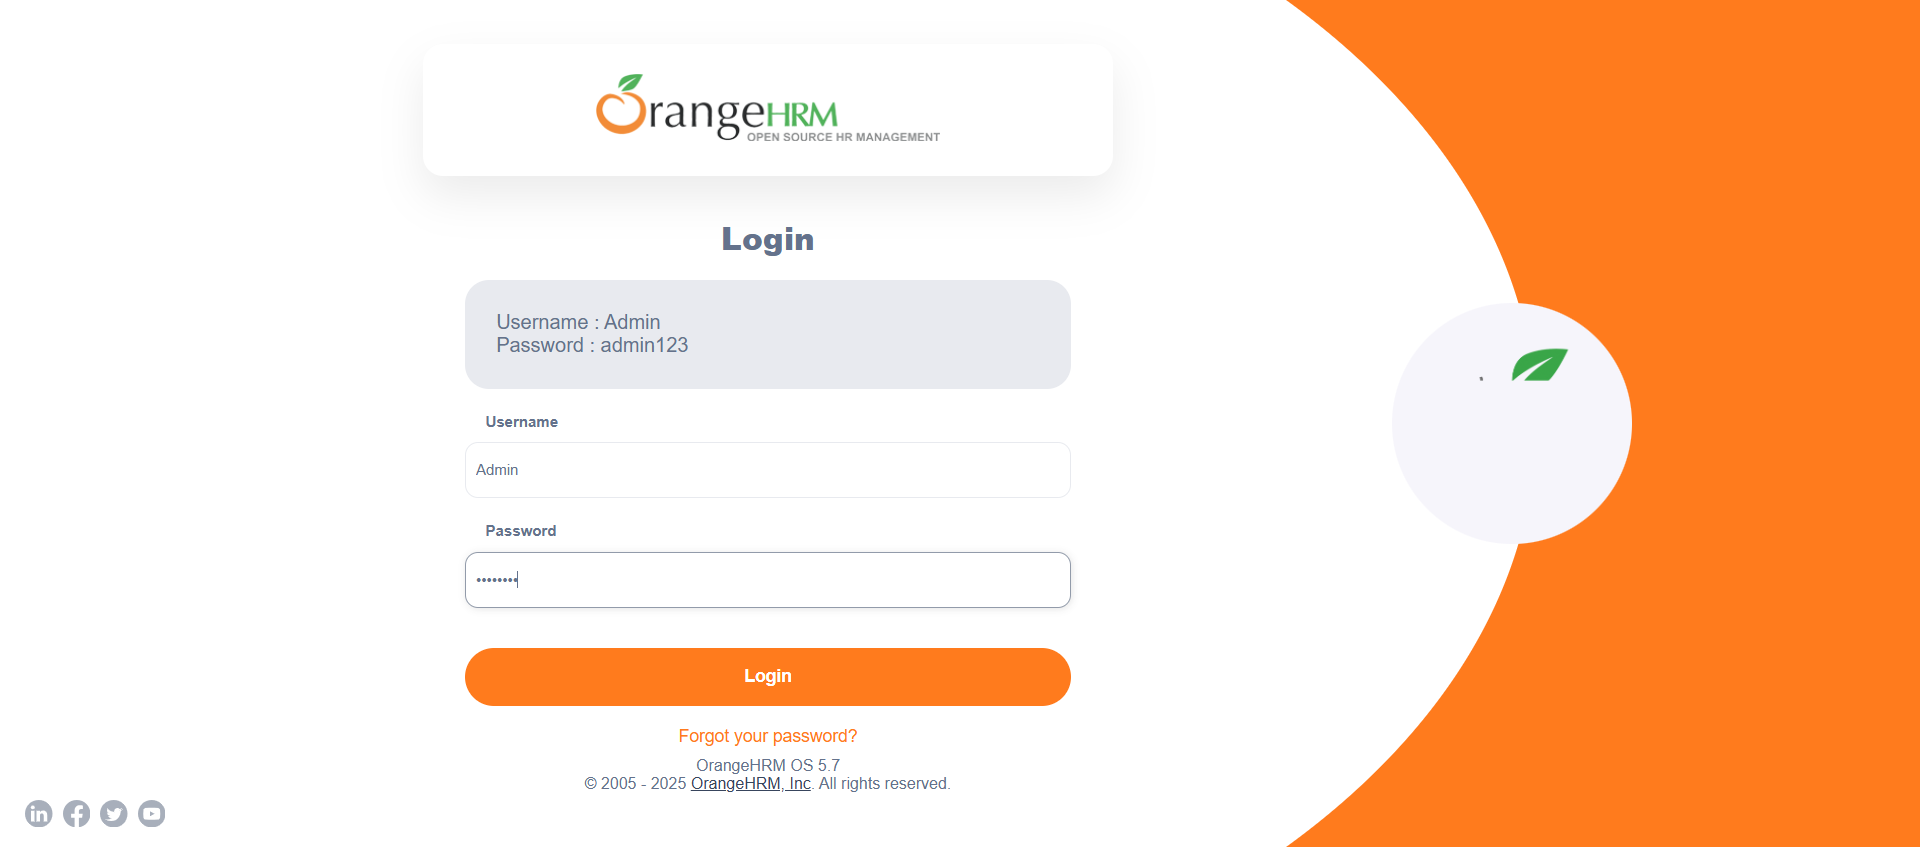 OrangeHRM
OPEN SOURCE HR MANAGEMENT
Login
Username : Admin
Password : admin123
Username
Admin
Password
••••••••
Login
Forgot your password?
OrangeHRM OS 5.7
© 2005 - 2025 OrangeHRM, Inc. All rights reserved.